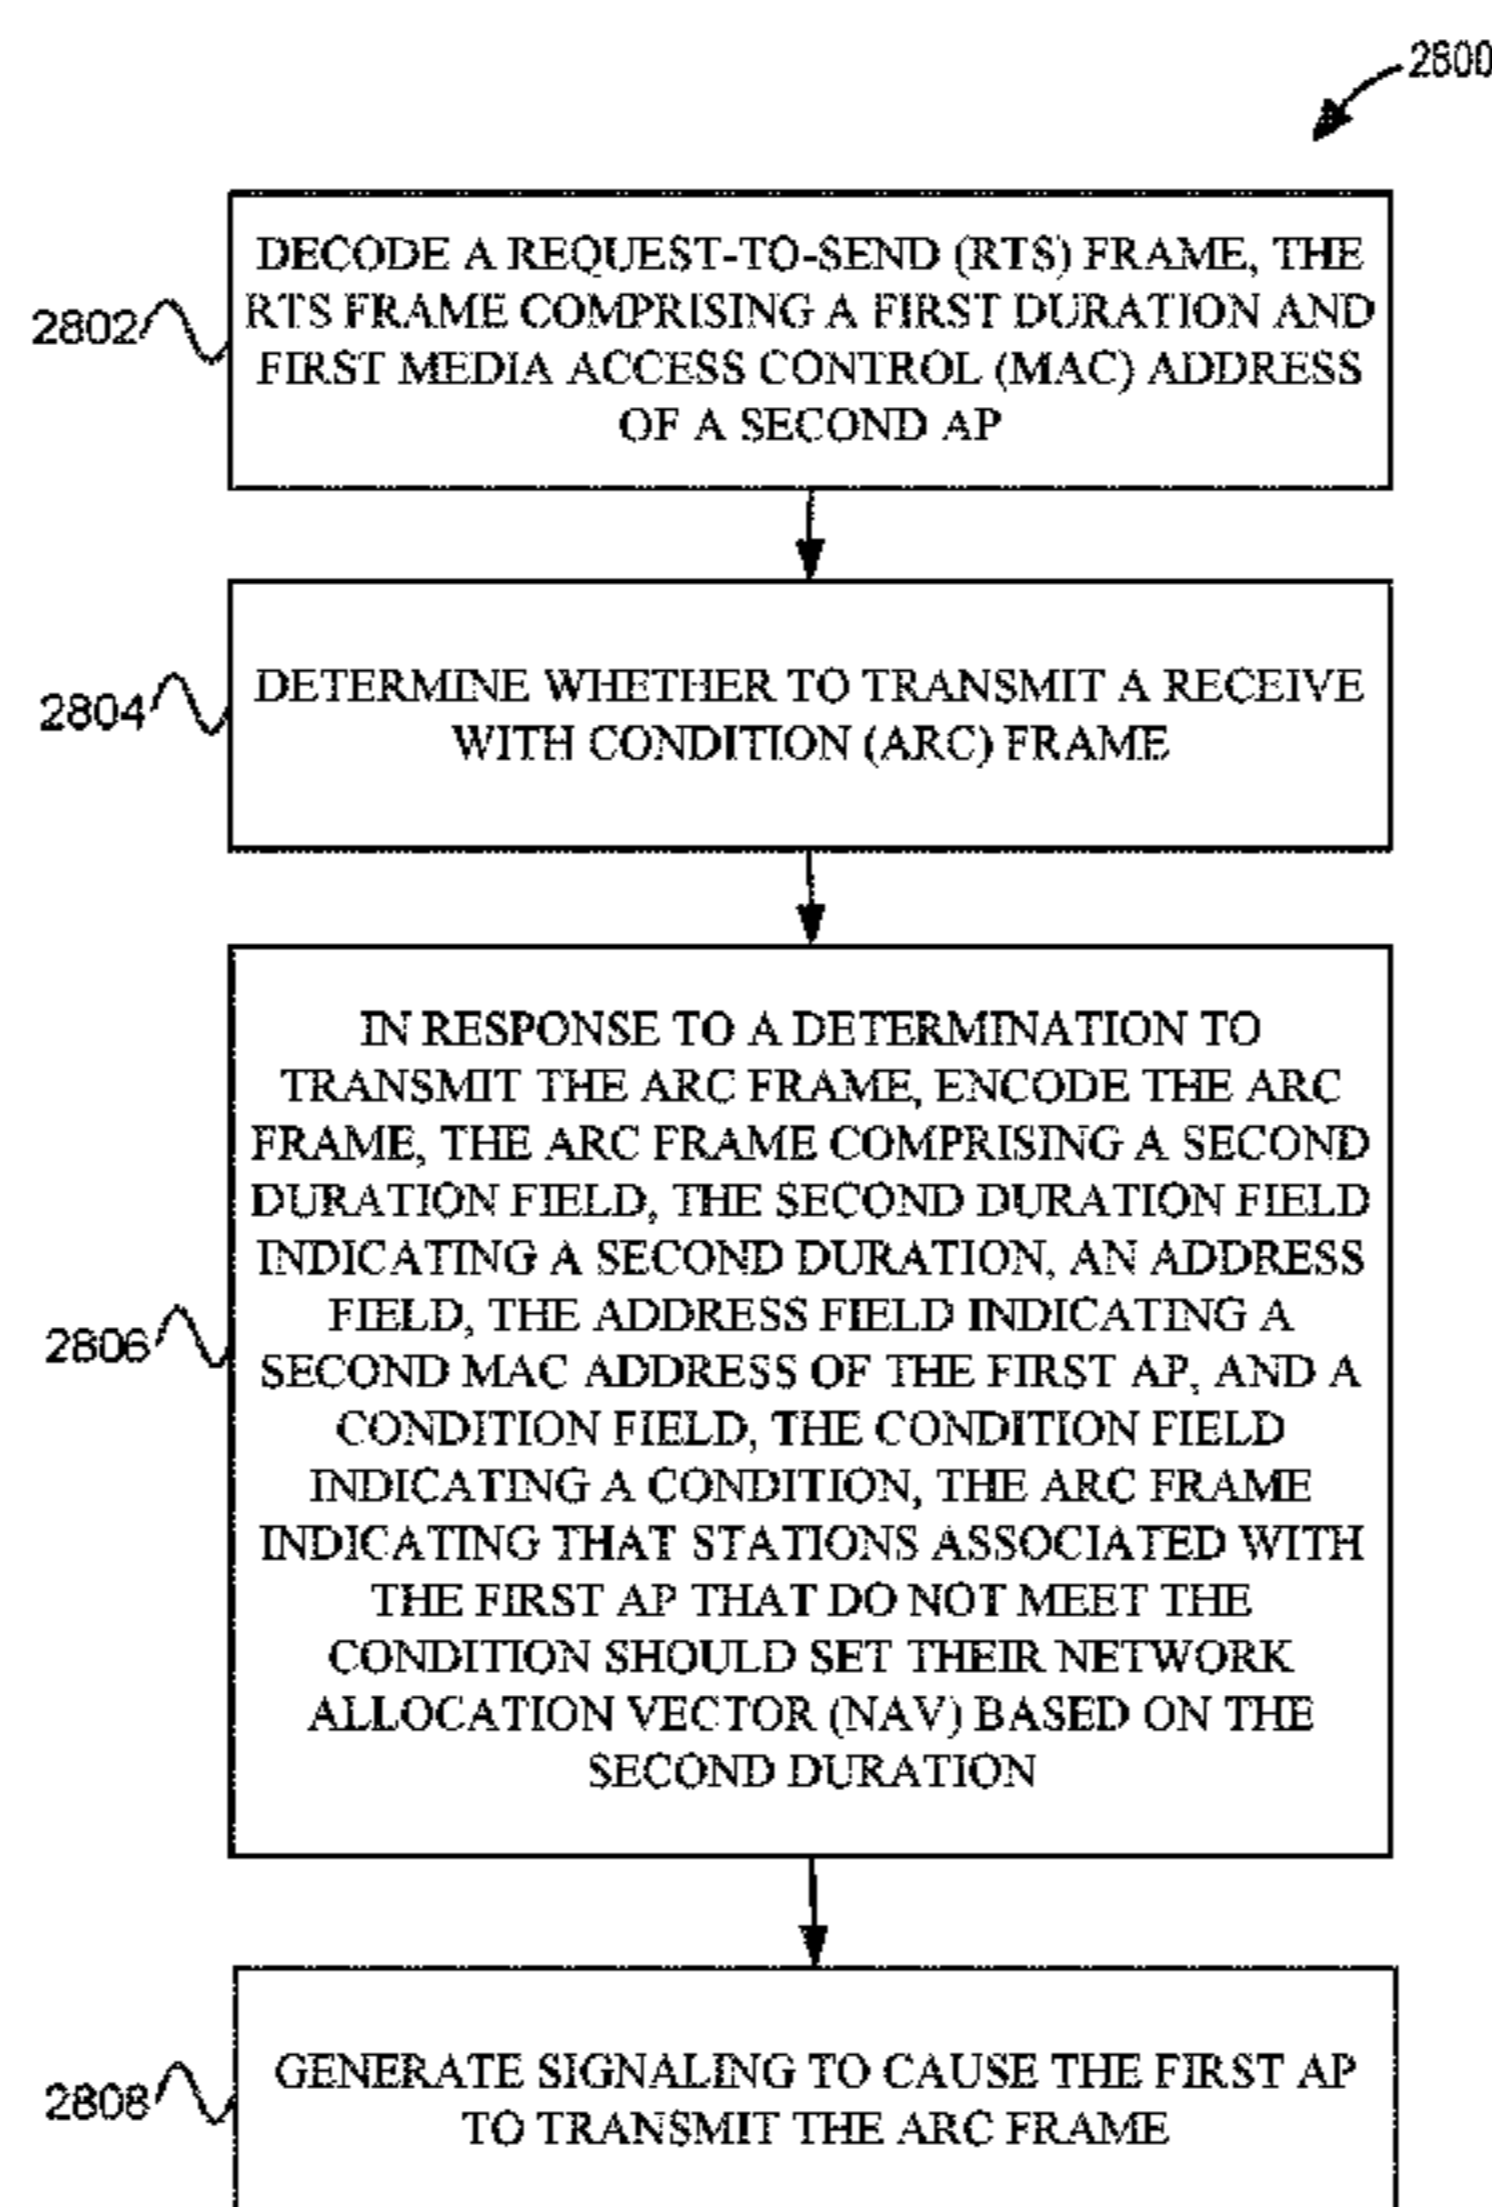 2800
DECODE A REQUEST-TO-SEND (RTS) FRAME, THE
RTS FRAME COMPRISING A FIRST DURATION AND
2802
FIRST MEDIA ACCESS CONTROL (MAC) ADDRESS
OF A SECOND AP
DETERMINE WHETHER TO TRANSMIT A RECEIVE
2804
WITH CONDITION (ARC) FRAME
IN RESPONSE TO A DETERMINATION TO
TRANSMIT THE ARC FRAME, ENCODE THE ARC
FRAME, THE ARC FRAME COMPRISING A SECOND
DURATION FIELD, THE SECOND DURATION FIELD
INDICATING A SECOND DURATION, AN ADDRESS
FIELD, THE ADDRESS FIELD INDICATING A
2806
SECOND MAC ADDRESS OF THE FIRST AP, AND A
CONDITION FIELD, THE CONDITION FIELD
INDICATING A CONDITION, THE ARC FRAME
INDICATING THAT STATIONS ASSOCIATED WITH
THE FIRST AP THAT DO NOT MEET THE
CONDITION SHOULD SET THEIR NETWORK
ALLOCATION VECTOR (NAV) BASED ON THE
SECOND DURATION
GENERATE SIGNALING TO CAUSE THE FIRST AP
2808
TO TRANSMIT THE ARC FRAME